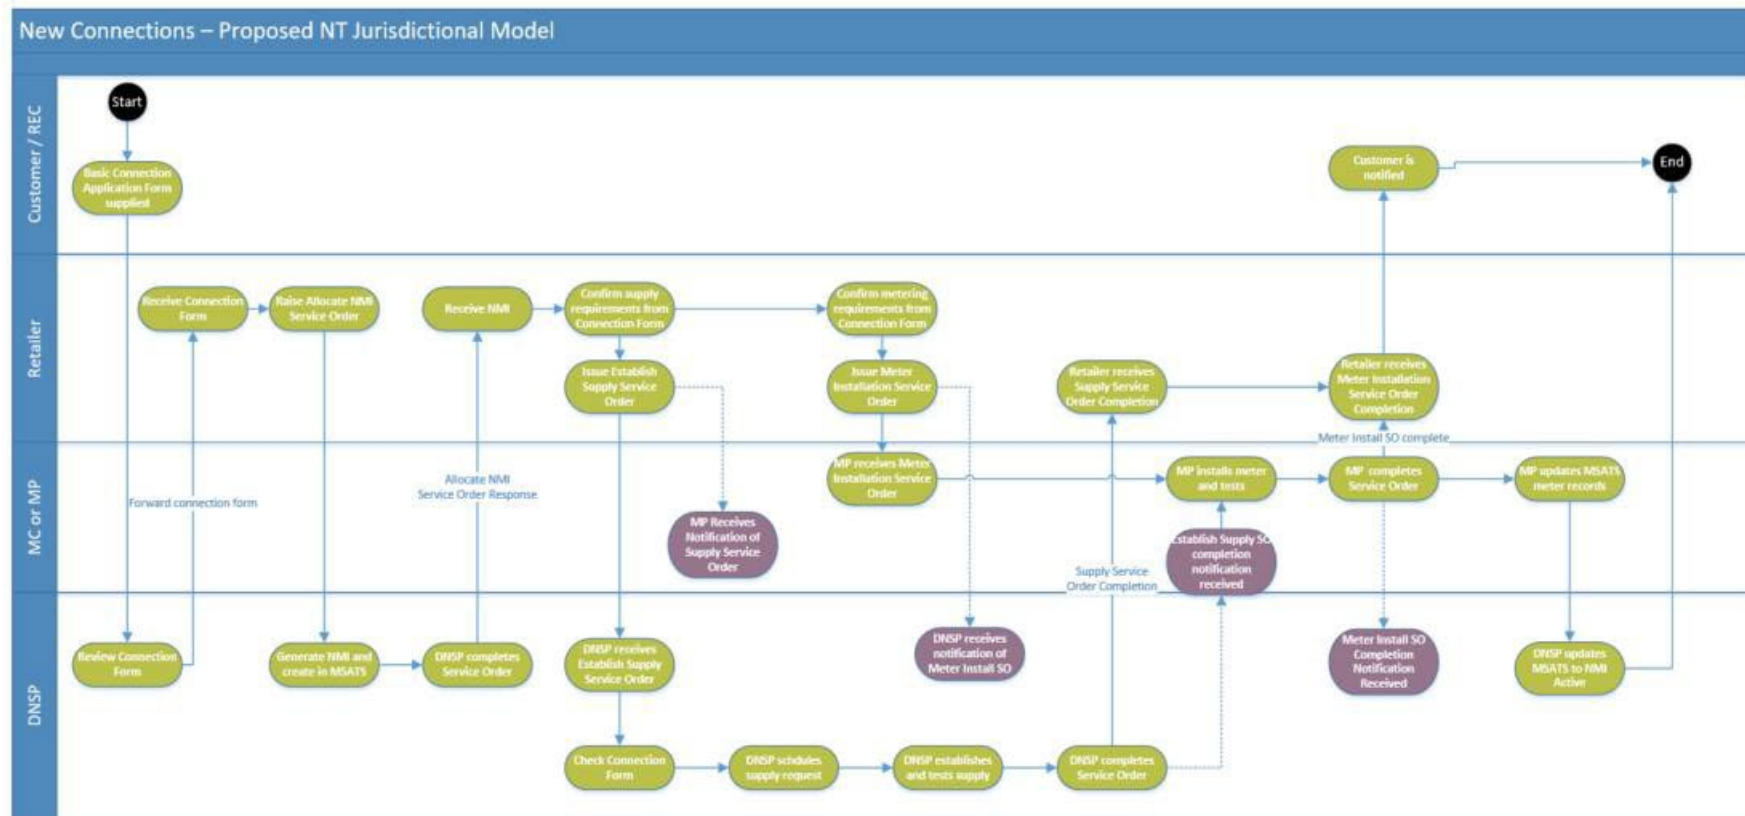 New Connections – Proposed NT Jurisdictional Model
Customer / REC
Start
Basic Connection
Application Form
supplied
Customer is
notified
End
Retailer
Receive Connection
Form
Raise Allocate NMI
Service Order
Receive NMI
Confirm supply
requirements from
Connection Form
Confirm metering
requirements from
Connection Form
Issue Establish
Supply Service
Order
Issue Meter
Installation Service
Order
Retailer receives
Supply Service
Order Completion
Retailer receives
Meter Installation
Service Order
Completion
Meter Install SO complete
MC or MP
Forward connection form
Allocate NMI
Service Order Response
MP Receives
Notification of
Supply Service
Order
MP receives Meter
Installation Service
Order
MP installs meter
and tests
MP completes
Service Order
MP updates MSATS
meter records
Establish Supply SO
completion
notification
received
Supply Service
Order Completion
DNSP
Review Connection
Form
Generate NMI and
create in MSATS
DNSP completes
Service Order
DNSP receives
Establish Supply
Service Order
DNSP receives
notification of
Meter Install SO
Meter Install SO
Completion
Notification
Received
DNSP updates
MSATS to NMI
Active
Check Connection
Form
DNSP schdules
supply request
DNSP establishes
and tests supply
DNSP completes
Service Order